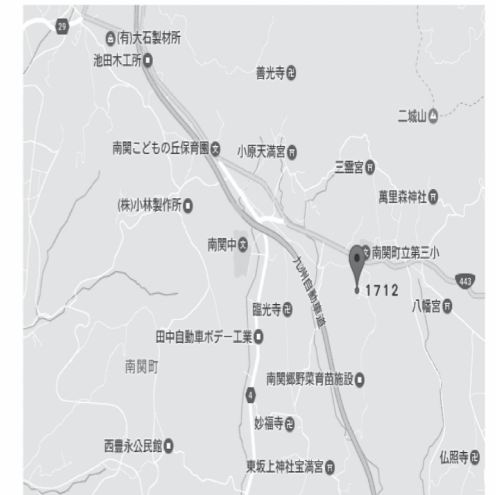 29
(有)大石製材所
池田木工所
善光寺
二城山
南関こどもの丘保育園
小原天満宮
三霊宮
萬里森神社
(株)小林製作所
南関中
南関町立第三小
九州自動車道
443
1712
臨光寺
八幡宮
田中自動車ボデー工業
南関町
南関郷野菜育苗施設
4
妙福寺
西豊永公民館
仏照寺
東坂上神社宝満宮